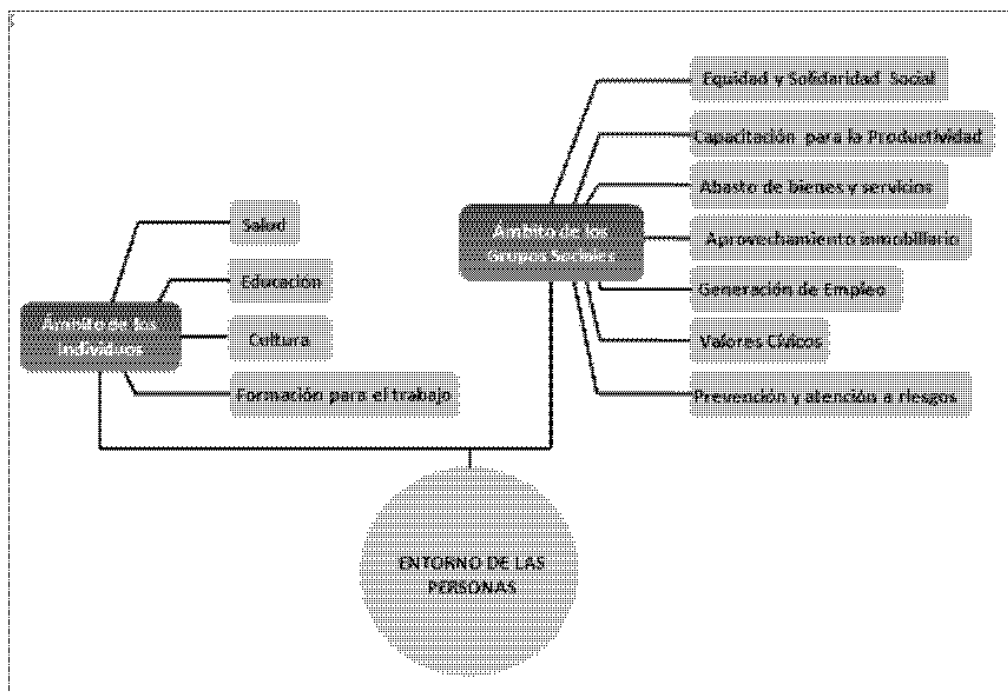 Equidad y Solidaridad Social
Capacitación para la Productividad
Abasto de bienes y servicios
Ámbito de los
Grupos Sociales
Aprovechamiento inmobiliario
Generación de Empleo
Valores Cívicos
Prevención y atención a riesgos
Salud
Educación
Ámbito de los
Individuos
Cultura
Formación para el trabajo
ENTORNO DE LAS
PERSONAS